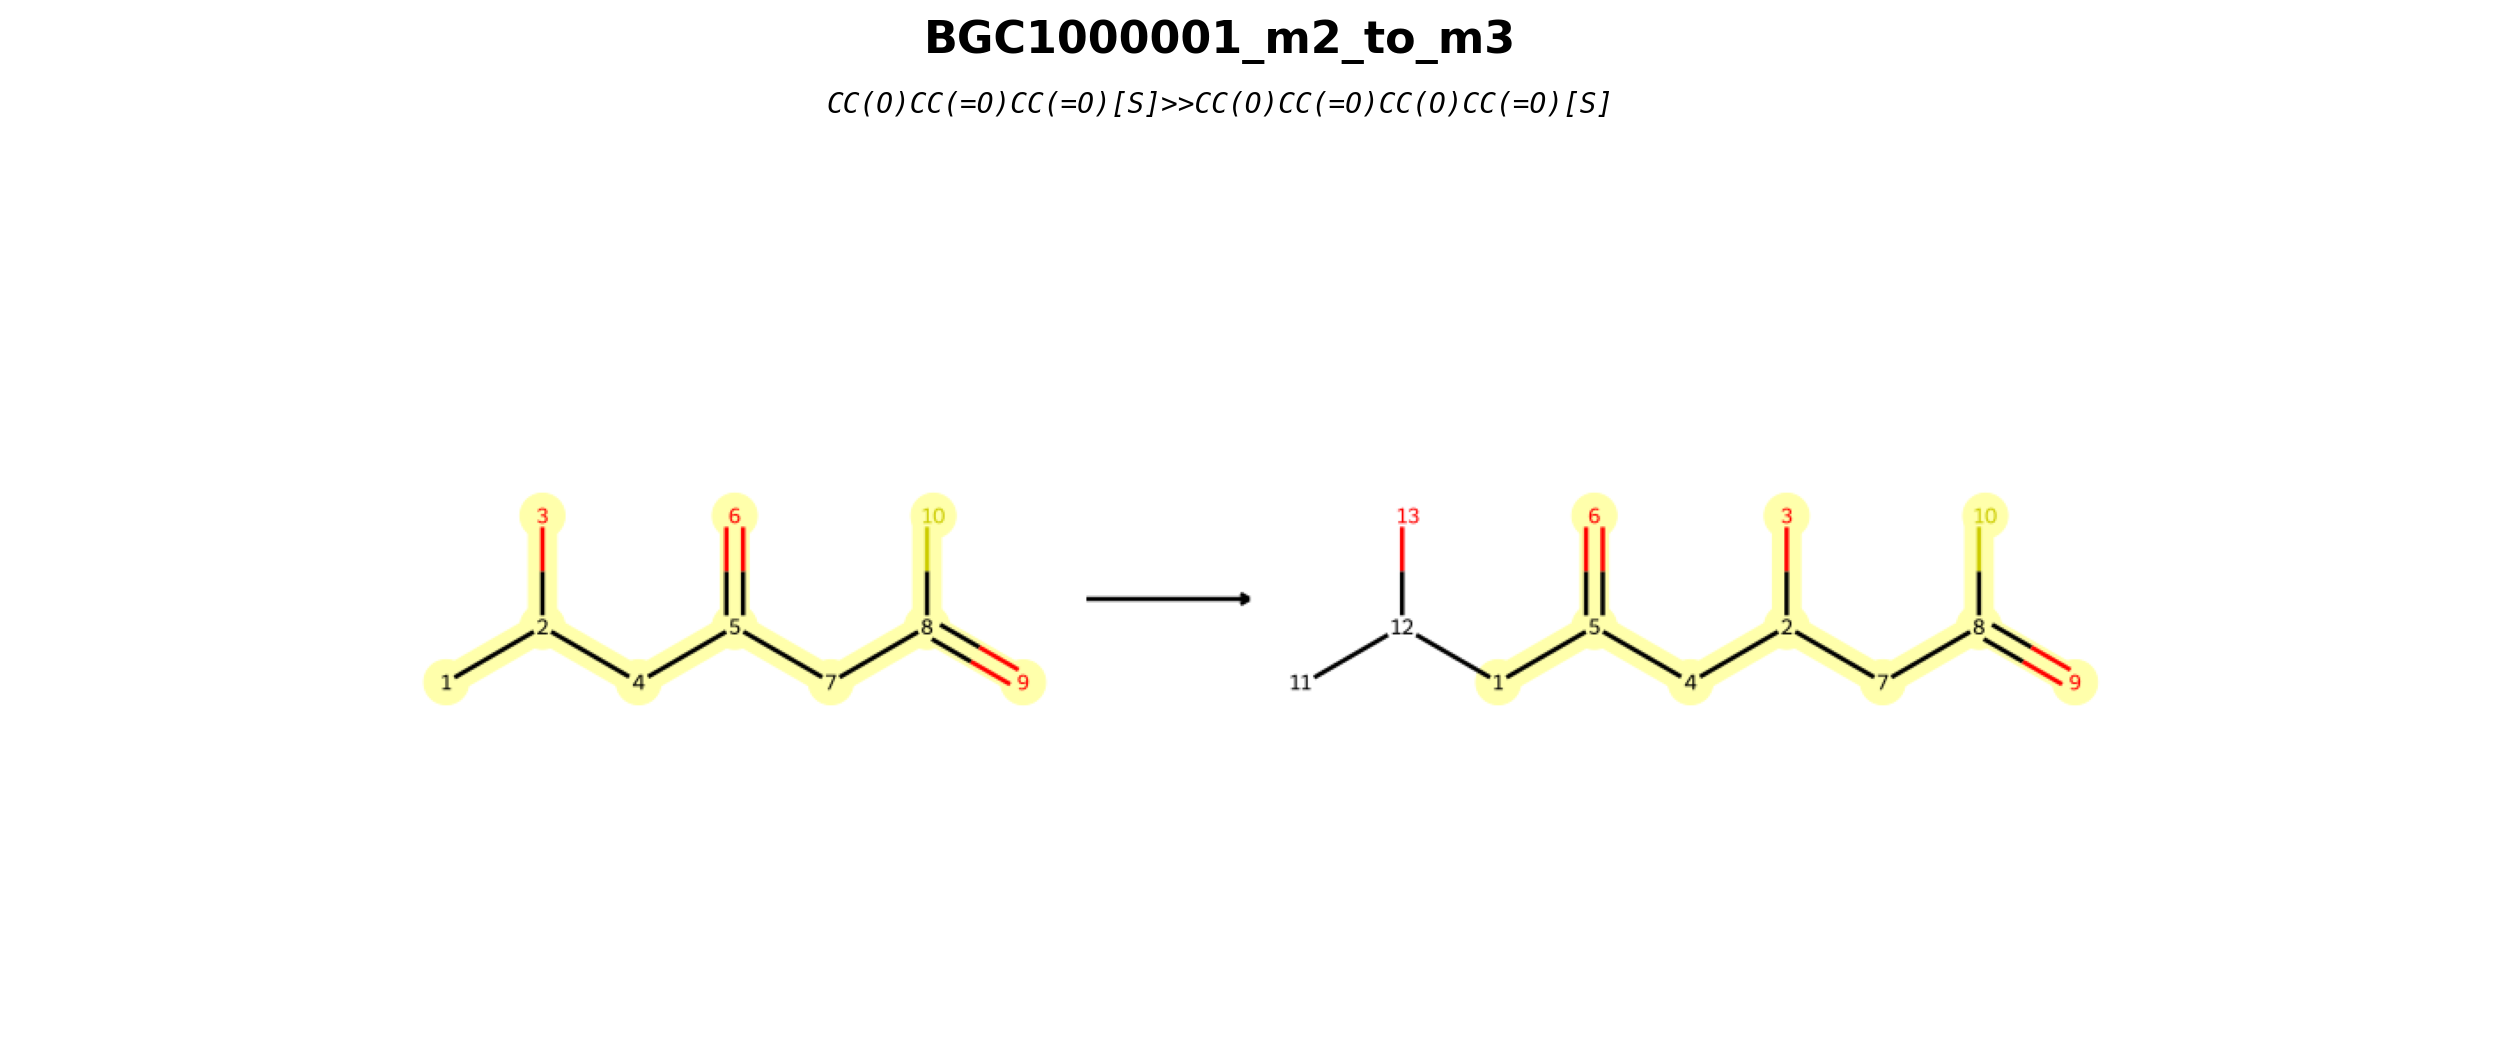 BGC1000001_m2_to_m3
CC(O)CC(=O)CC(=O)[S]>>CC(O)CC(=O)CC(O)CC(=O)[S]
3 6 10 13 6 3 10
2 5 8 12 5 2 8
1 4 7 9 11 1 4 7 9